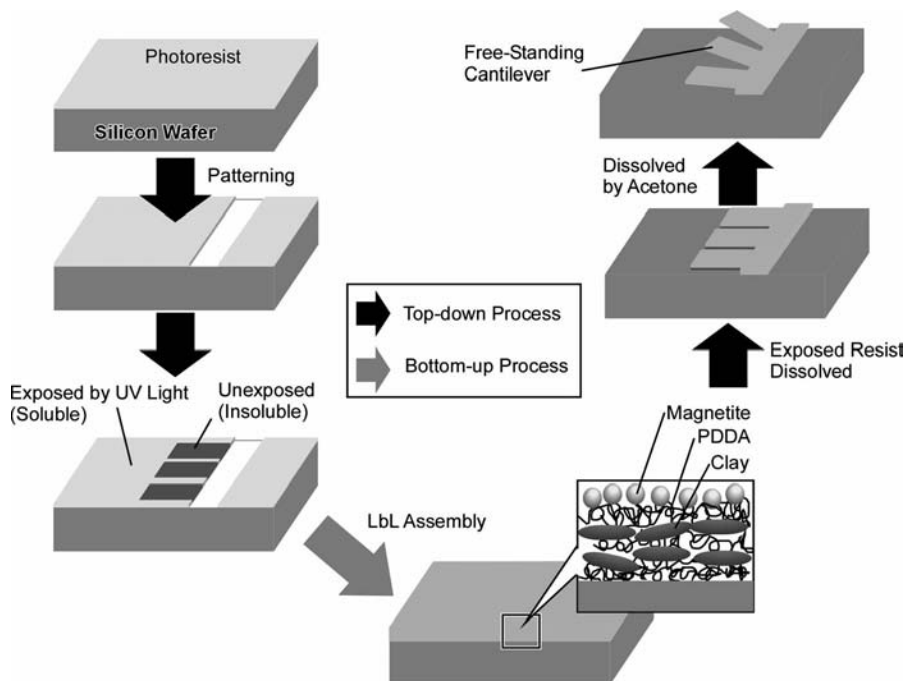 Photoresist
Silicon Wafer
Patterning
Exposed by UV Light
(Soluble)
Unexposed
(Insoluble)
LbL Assembly
Top-down Process
Bottom-up Process
Magnetite
PDDA
Clay
Exposed Resist
Dissolved
Dissolved
by Acetone
Free-Standing
Cantilever